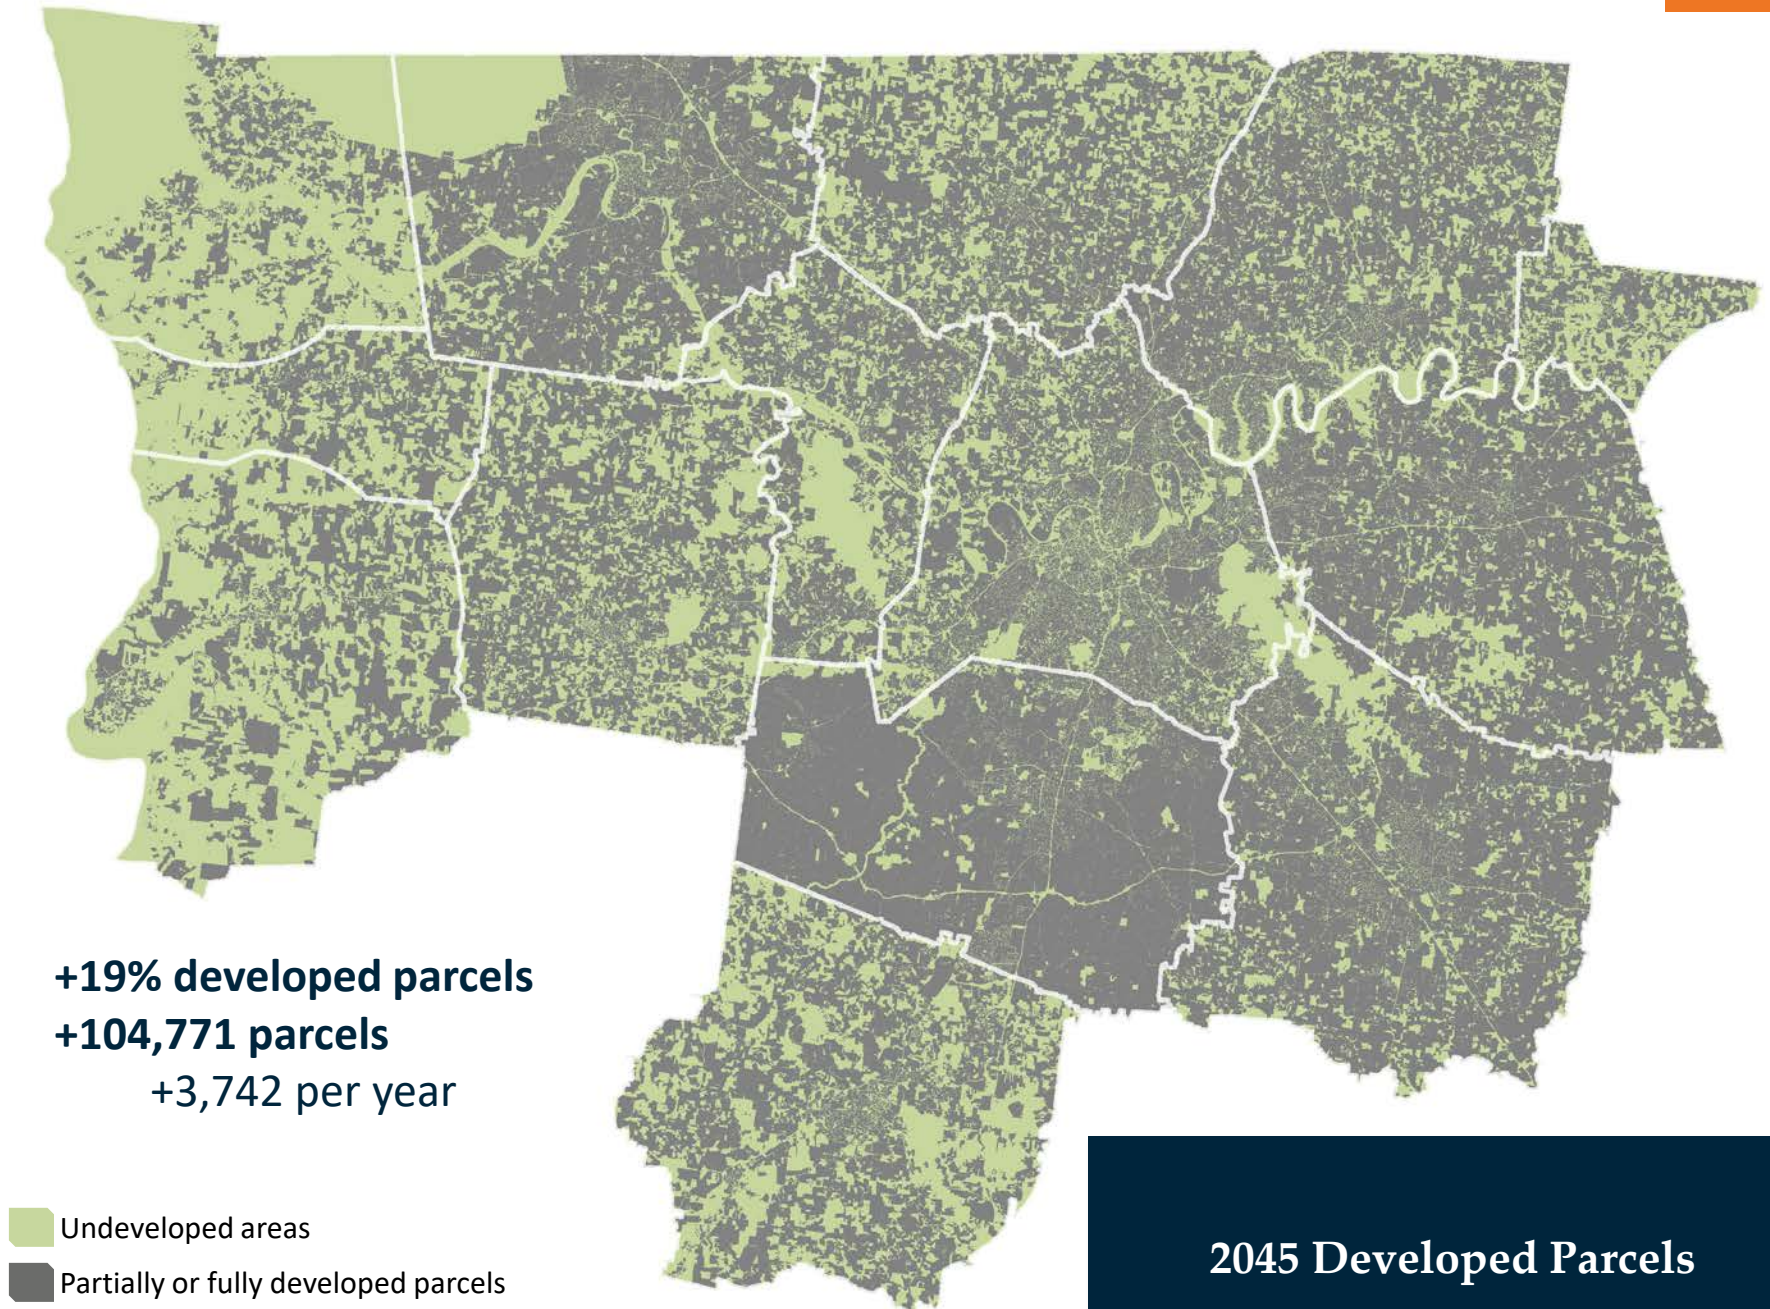 +19% developed parcels
+104,771 parcels
+3,742 per year
Undeveloped areas
Partially or fully developed parcels
2045 Developed Parcels